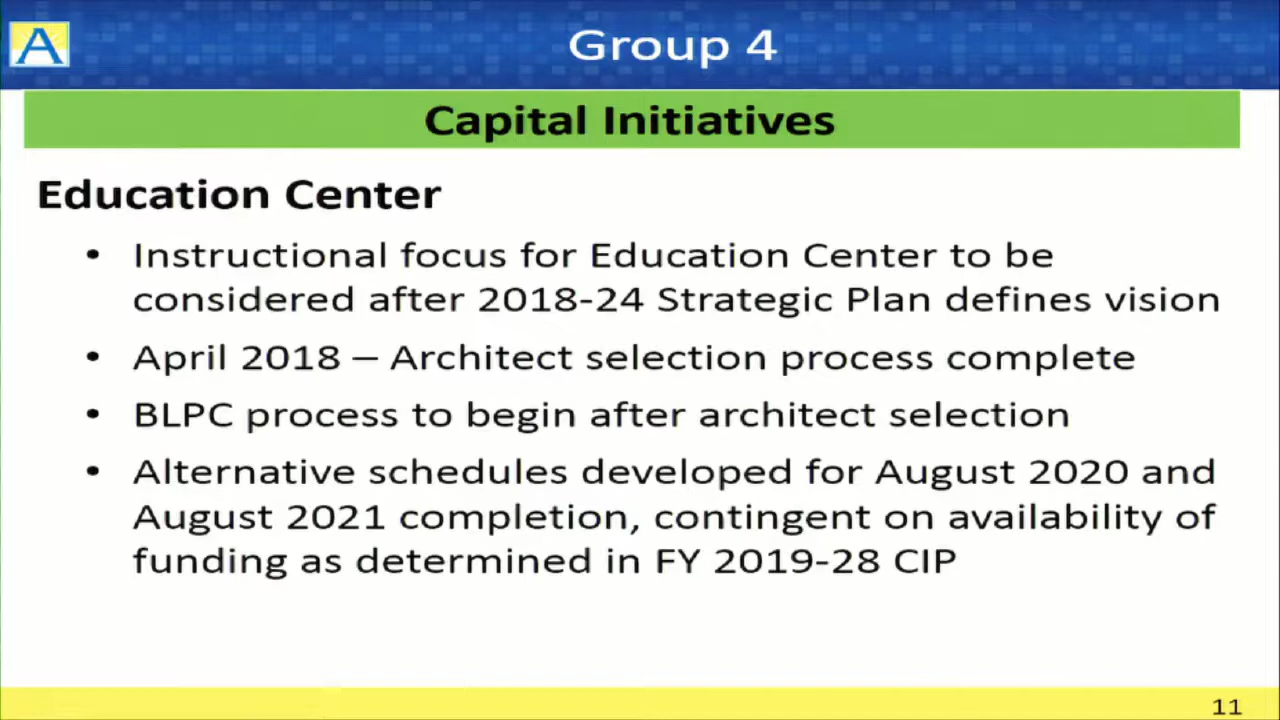 A
Group 4
Capital Initiatives
Education Center
• Instructional focus for Education Center to be
considered after 2018-24 Strategic Plan defines vision
• April 2018 – Architect selection process complete
• BLPC process to begin after architect selection
• Alternative schedules developed for August 2020 and
August 2021 completion, contingent on availability of
funding as determined in FY 2019-28 CIP
11